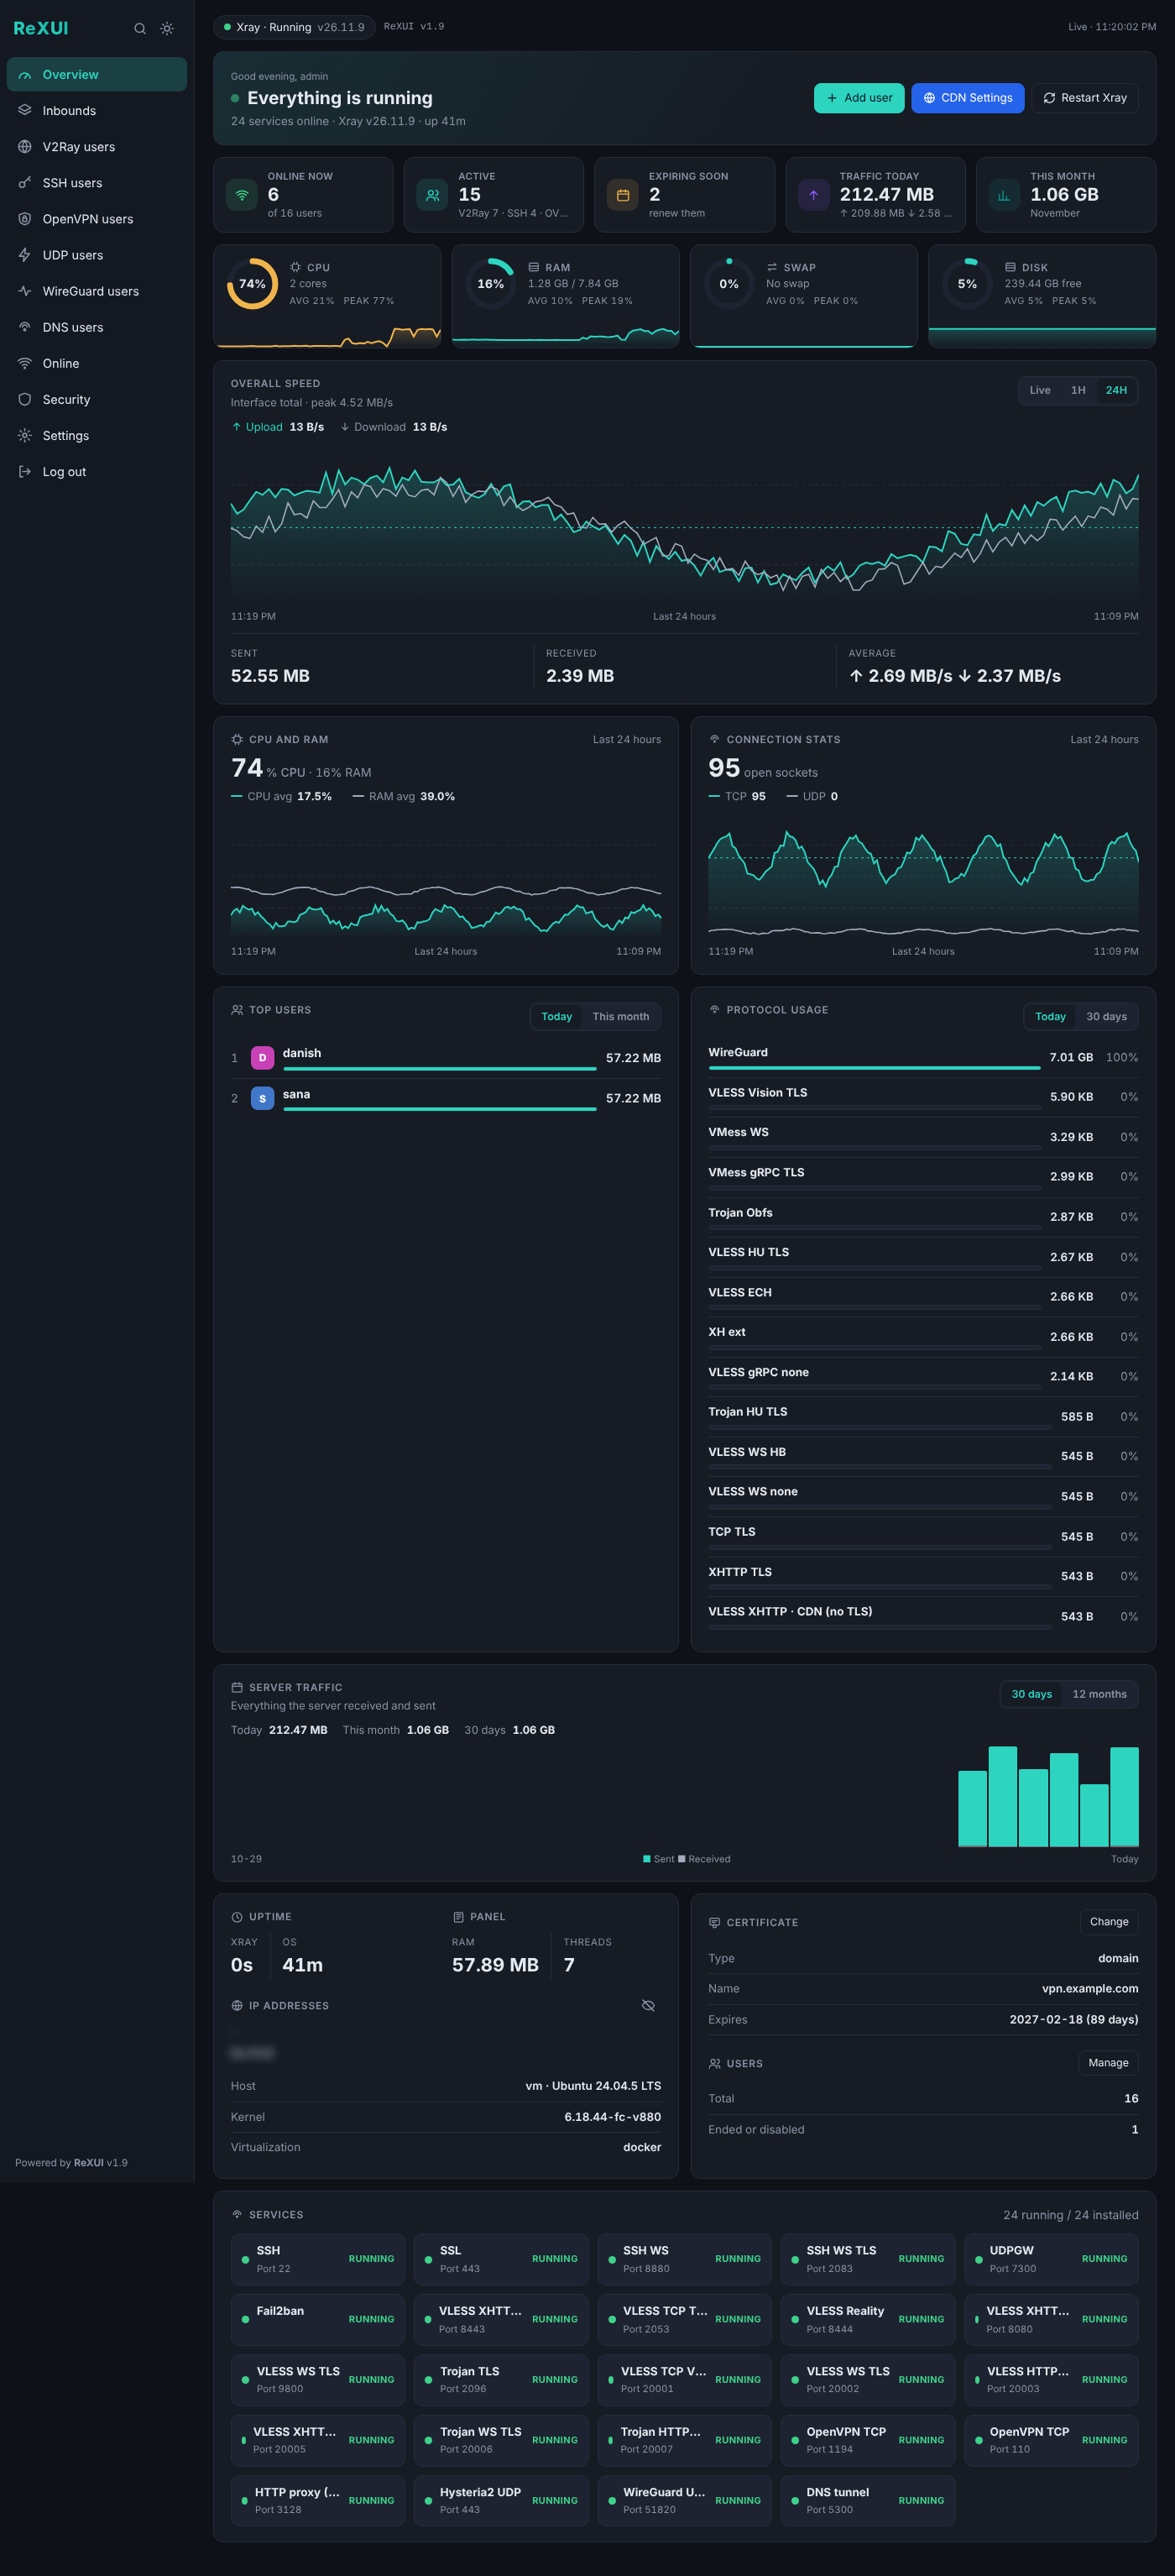 ReXUI
Overview
Inbounds
V2Ray users
SSH users
OpenVPN users
UDP users
WireGuard users
DNS users
Online
Security
Settings
Log out
Powered by ReXUI v1.9
Xray · Running v26.11.9
ReXUI v1.9
Live · 11:20:02 PM
Good evening, admin
Everything is running
24 services online · Xray v26.11.9 · up 41m
Add user
CDN Settings
Restart Xray
ONLINE NOW
6
of 16 users
ACTIVE
15
V2Ray 7 · SSH 4 · OV...
EXPIRING SOON
2
renew them
TRAFFIC TODAY
212.47 MB
↑ 209.88 MB ↓ 2.58 ...
THIS MONTH
1.06 GB
November
74%
CPU
2 cores
AVG 21% PEAK 77%
16%
RAM
1.28 GB / 7.84 GB
AVG 10% PEAK 19%
0%
SWAP
No swap
AVG 0% PEAK 0%
5%
DISK
239.44 GB free
AVG 5% PEAK 5%
OVERALL SPEED
Interface total · peak 4.52 MB/s
Live 1H 24H
↑ Upload 13 B/s ↓ Download 13 B/s
11:19 PM Last 24 hours 11:09 PM
SENT
52.55 MB
RECEIVED
2.39 MB
AVERAGE
↑ 2.69 MB/s ↓ 2.37 MB/s
CPU AND RAM Last 24 hours
74 % CPU · 16% RAM
CPU avg 17.5% RAM avg 39.0%
11:19 PM Last 24 hours 11:09 PM
CONNECTION STATS Last 24 hours
95 open sockets
TCP 95 UDP 0
11:19 PM Last 24 hours 11:09 PM
TOP USERS Today This month
1 D danish 57.22 MB
2 S sana 57.22 MB
PROTOCOL USAGE Today 30 days
WireGuard 7.01 GB 100%
VLESS Vision TLS 5.90 KB 0%
VMess WS 3.29 KB 0%
VMess gRPC TLS 2.99 KB 0%
Trojan Obfs 2.87 KB 0%
VLESS HU TLS 2.67 KB 0%
VLESS ECH 2.66 KB 0%
XH ext 2.66 KB 0%
VLESS gRPC none 2.14 KB 0%
Trojan HU TLS 585 B 0%
VLESS WS HB 545 B 0%
VLESS WS none 545 B 0%
TCP TLS 545 B 0%
XHTTP TLS 543 B 0%
VLESS XHTTP · CDN (no TLS) 543 B 0%
SERVER TRAFFIC 30 days 12 months
Everything the server received and sent
Today 212.47 MB This month 1.06 GB 30 days 1.06 GB
10-29 Sent Received Today
UPTIME
XRAY OS
0s 41m
PANEL
RAM THREADS
57.89 MB 7
IP ADDRESSES
Host vm · Ubuntu 24.04.5 LTS
Kernel 6.18.44-fc-v880
Virtualization docker
CERTIFICATE Change
Type domain
Name vpn.example.com
Expires 2027-02-18 (89 days)
USERS Manage
Total 16
Ended or disabled 1
SERVICES 24 running / 24 installed
SSH
Port 22
RUNNING
SSL
Port 443
RUNNING
SSH WS
Port 8880
RUNNING
SSH WS TLS
Port 2083
RUNNING
UDPGW
Port 7300
RUNNING
Fail2ban
RUNNING
VLESS XHTT...
Port 8443
RUNNING
VLESS TCP T...
Port 2053
RUNNING
VLESS Reality
Port 8444
RUNNING
VLESS XHTT...
Port 8080
RUNNING
VLESS WS TLS
Port 9800
RUNNING
Trojan TLS
Port 2096
RUNNING
VLESS TCP V...
Port 20001
RUNNING
VLESS WS TLS
Port 20002
RUNNING
VLESS HTTP...
Port 20003
RUNNING
VLESS XHTT...
Port 20005
RUNNING
Trojan WS TLS
Port 20006
RUNNING
Trojan HTTP...
Port 20007
RUNNING
OpenVPN TCP
Port 1194
RUNNING
OpenVPN TCP
Port 110
RUNNING
HTTP proxy (...
Port 3128
RUNNING
Hysteria2 UDP
Port 443
RUNNING
WireGuard U...
Port 51820
RUNNING
DNS tunnel
Port 5300
RUNNING